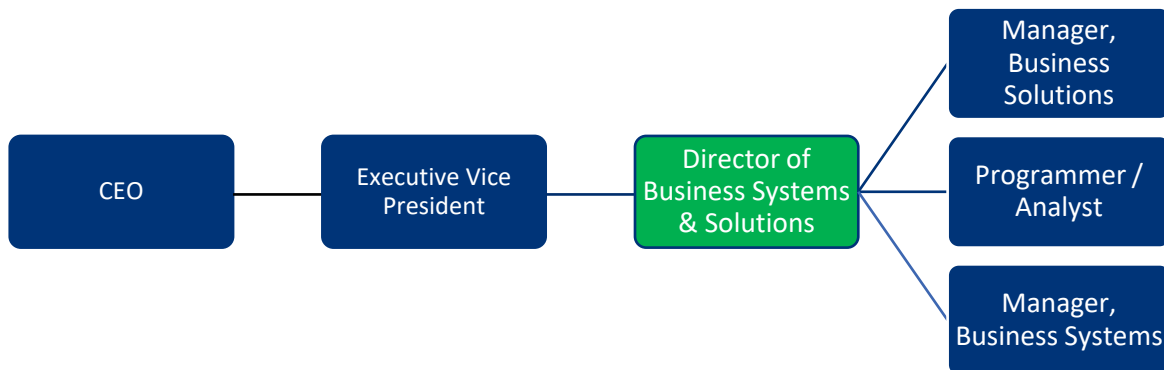 CEO
Executive Vice
President
Director of
Business Systems
& Solutions
Manager,
Business
Solutions
Programmer /
Analyst
Manager,
Business Systems